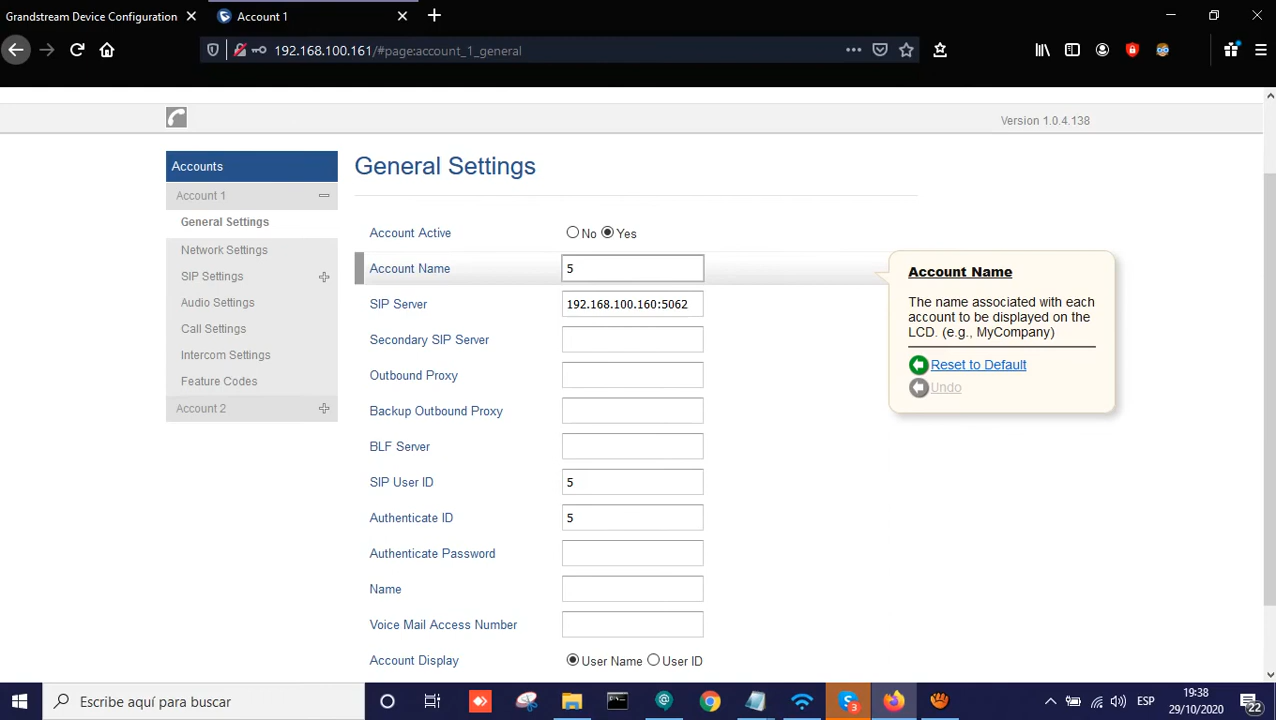 Grandstream Device Configuration
Account 1
192.168.100.161/#page:account_1_general
Version 1.0.4.138
Accounts
Account 1
General Settings
Network Settings
SIP Settings
Audio Settings
Call Settings
Intercom Settings
Feature Codes
Account 2
General Settings
Account Active No Yes
Account Name 5
SIP Server 192.168.100.160:5062
Secondary SIP Server
Outbound Proxy
Backup Outbound Proxy
BLF Server
SIP User ID 5
Authenticate ID 5
Authenticate Password
Name
Voice Mail Access Number
Account Display User Name User ID
Account Name
The name associated with each
account to be displayed on the
LCD. (e.g., MyCompany)
Reset to Default
Undo
Escribe aquí para buscar
3
ESP
19:38
29/10/2020
22